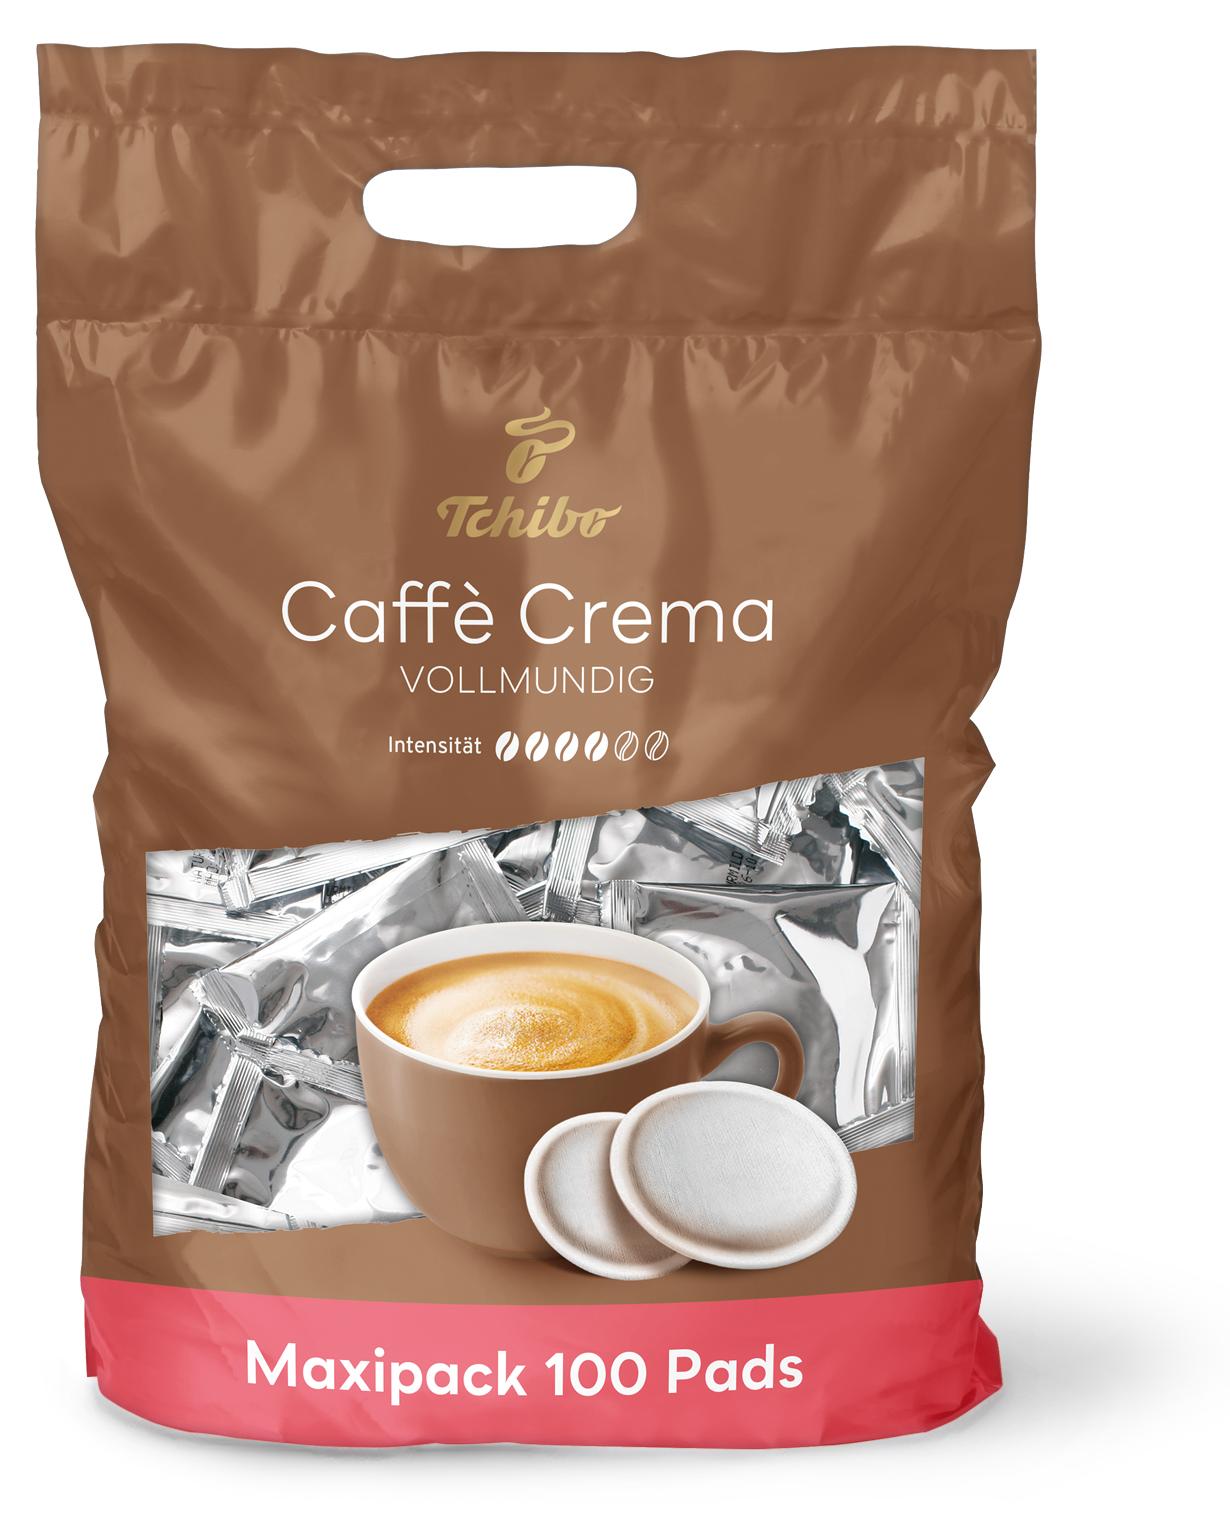 Tchibo
Caffè Crema
VOLLMUNDIG
Intensität
Maxipack 100 Pads